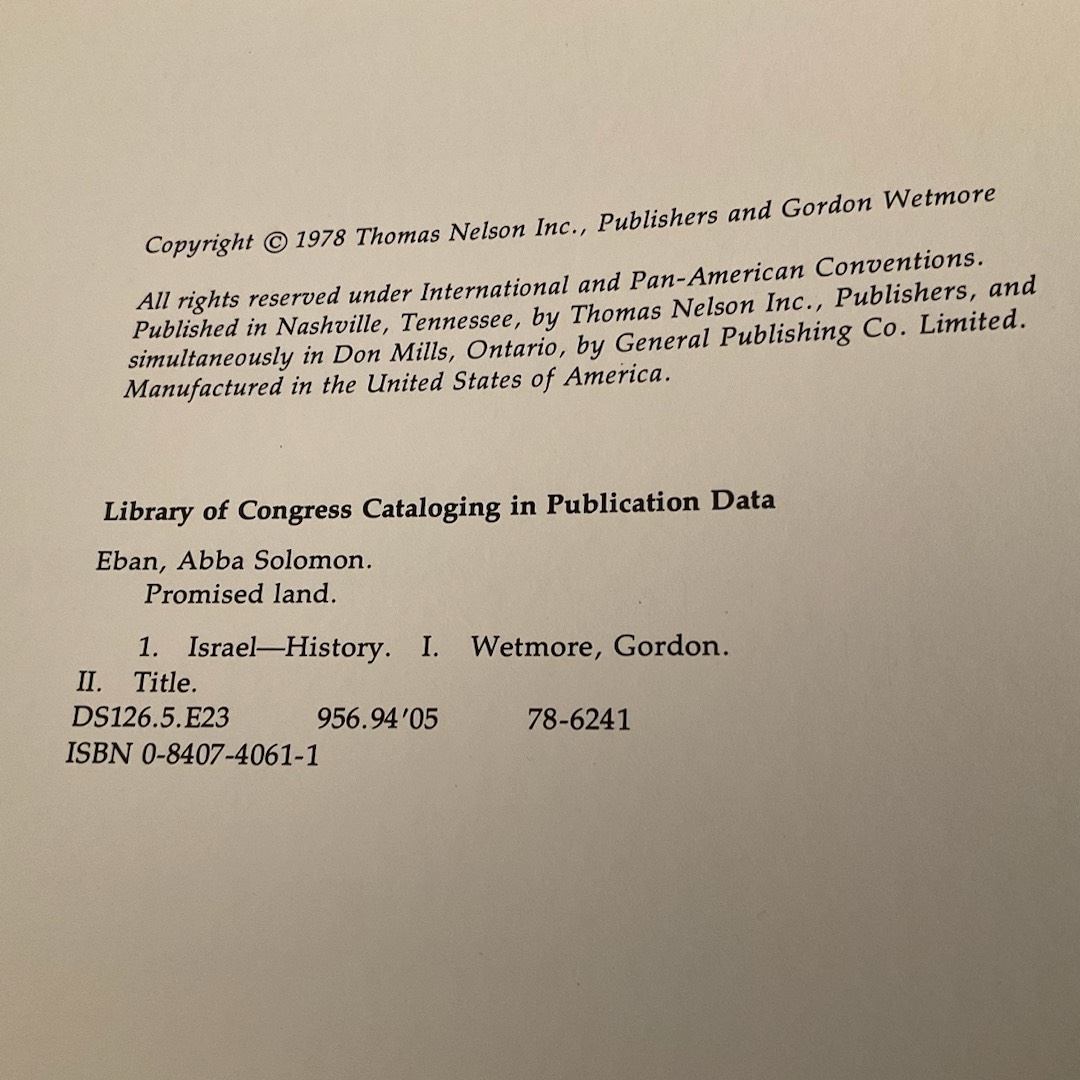 Copyright © 1978 Thomas Nelson Inc., Publishers and Gordon Wetmore
All rights reserved under International and Pan-American Conventions.
Published in Nashville, Tennessee, by Thomas Nelson Inc., Publishers, and
simultaneously in Don Mills, Ontario, by General Publishing Co. Limited.
Manufactured in the United States of America.
Library of Congress Cataloging in Publication Data
Eban, Abba Solomon.
Promised land.
1. Israel—History. I. Wetmore, Gordon.
II. Title.
DS126.5.E23 956.94'05 78-6241
ISBN 0-8407-4061-1